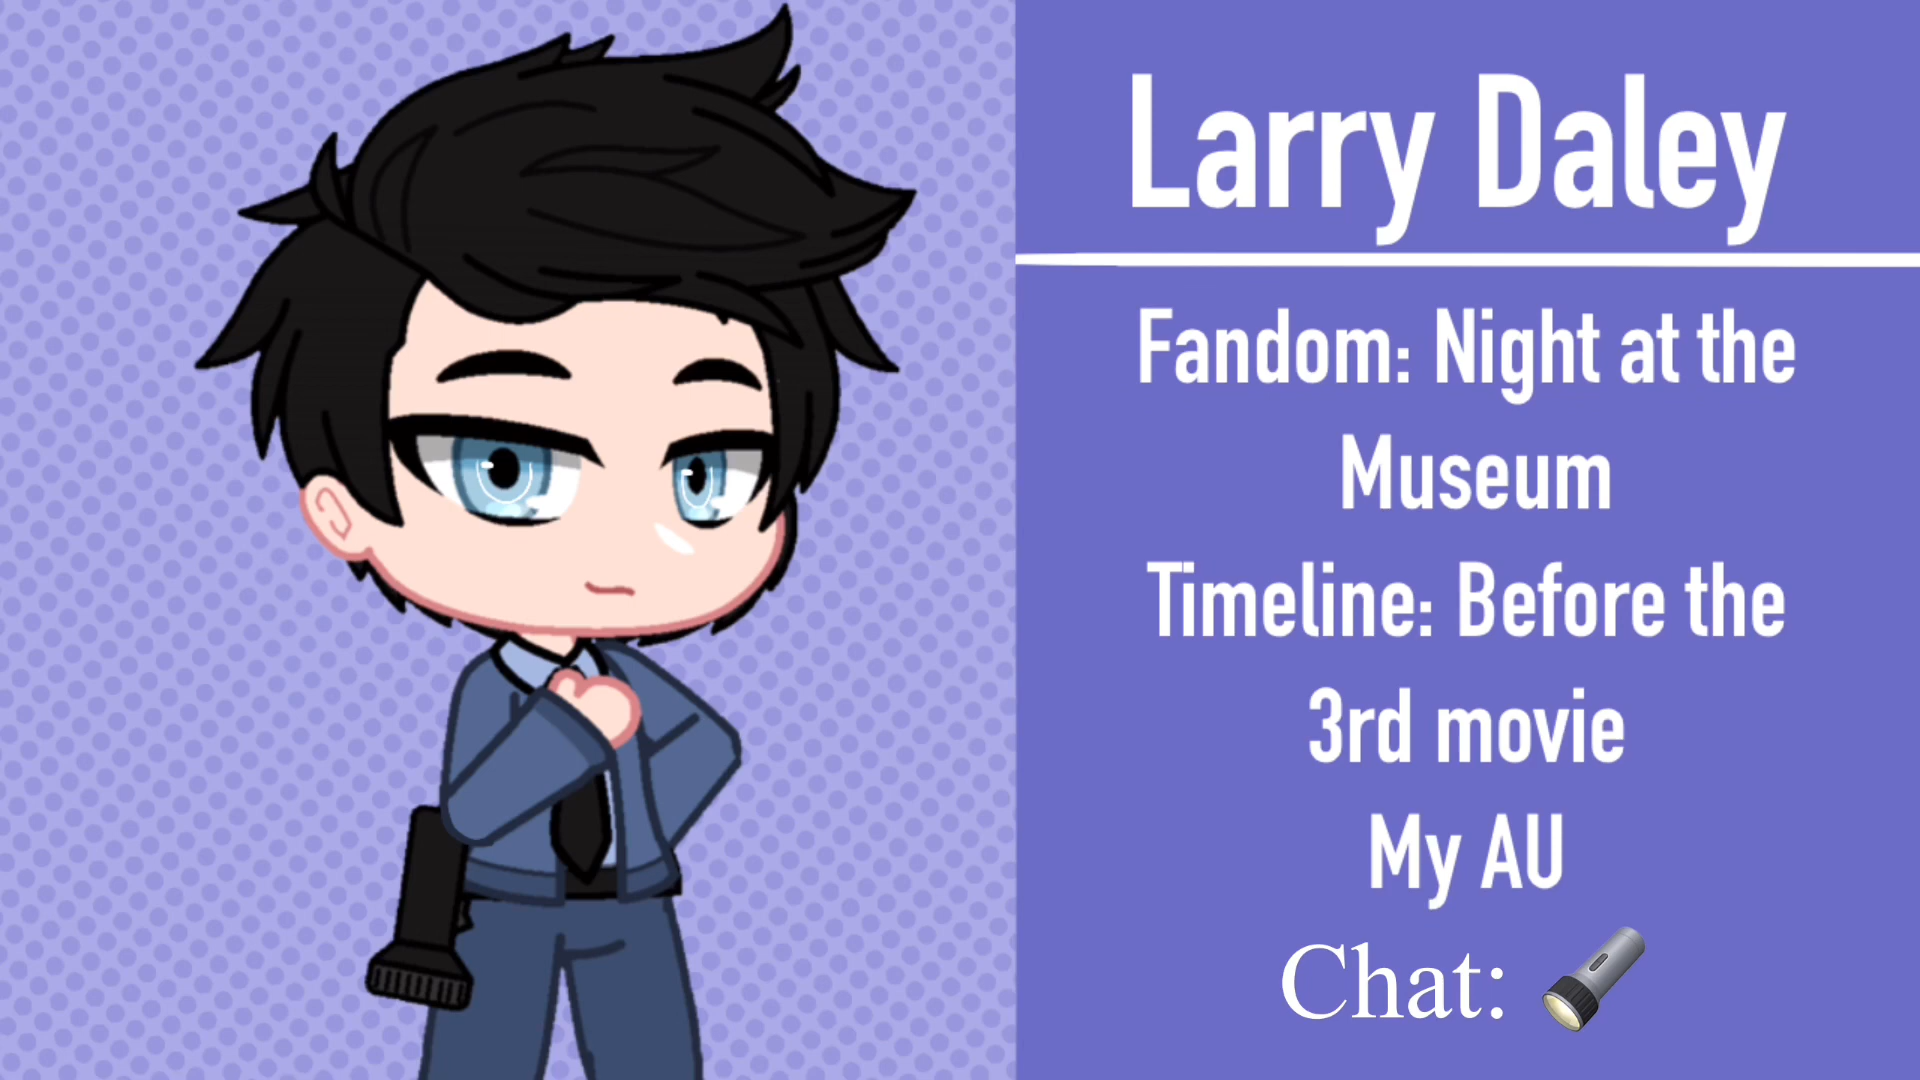 Larry Daley
Fandom: Night at the
Museum
Timeline: Before the
3rd movie
My AU
Chat: 🔦